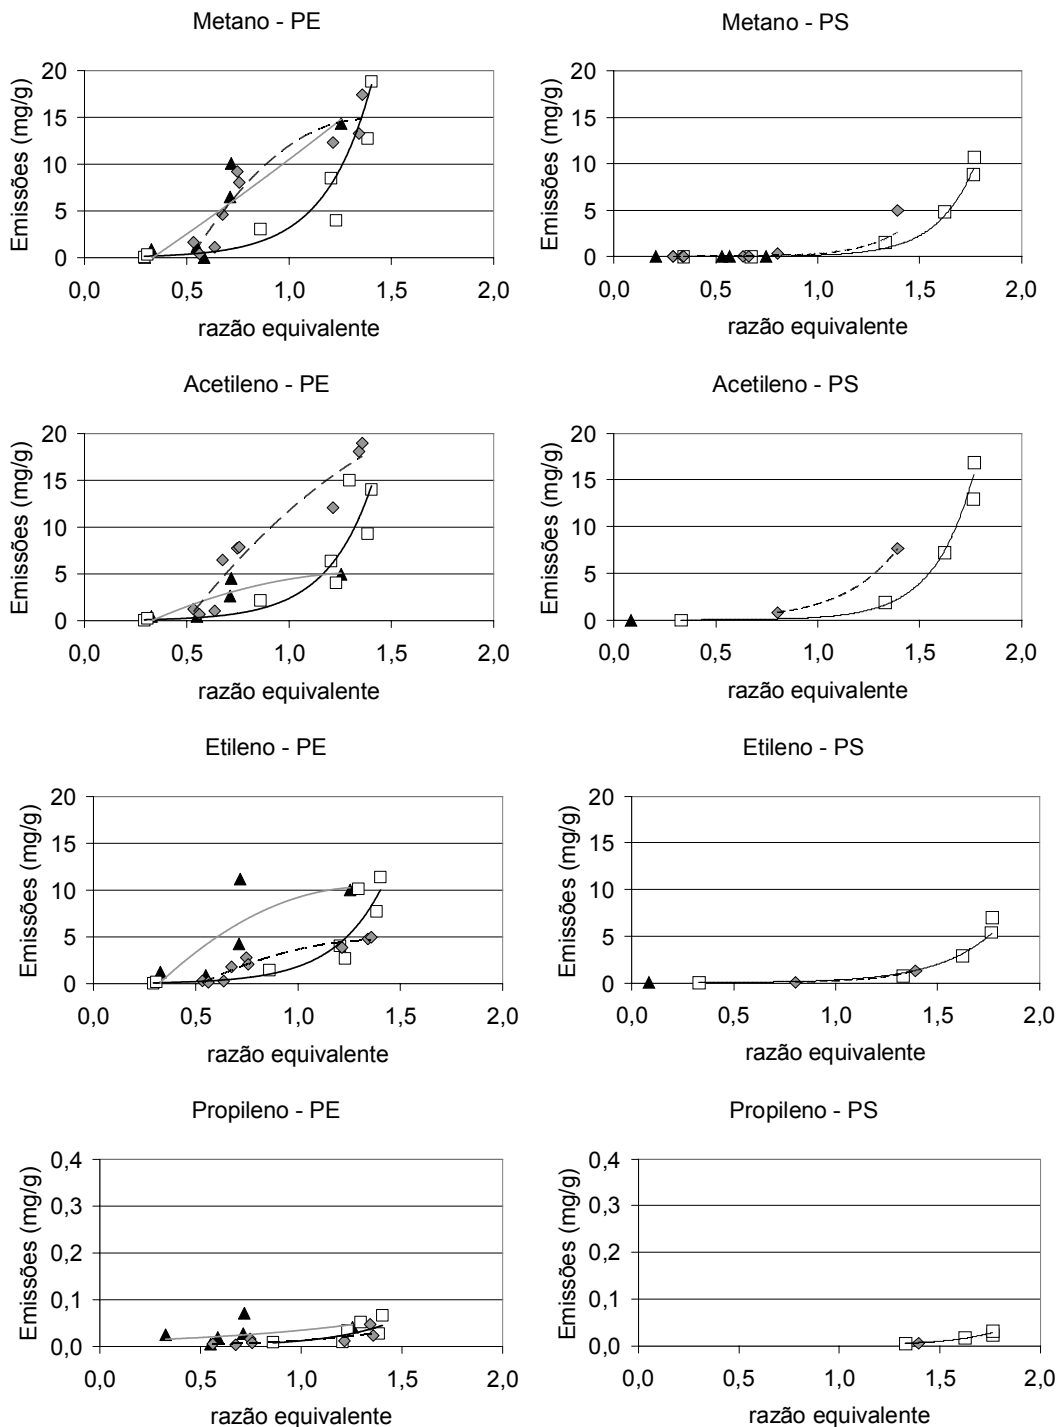 Metano - PE
Emissões (mg/g)
20
15
10
5
0
0,0 0,5 1,0 1,5 2,0
razão equivalente
Metano - PS
Emissões (mg/g)
20
15
10
5
0
0,0 0,5 1,0 1,5 2,0
razão equivalente
Acetileno - PE
Emissões (mg/g)
20
15
10
5
0
0,0 0,5 1,0 1,5 2,0
razão equivalente
Acetileno - PS
Emissões (mg/g)
20
15
10
5
0
0,0 0,5 1,0 1,5 2,0
razão equivalente
Etileno - PE
Emissões (mg/g)
20
15
10
5
0
0,0 0,5 1,0 1,5 2,0
razão equivalente
Etileno - PS
Emissões (mg/g)
20
15
10
5
0
0,0 0,5 1,0 1,5 2,0
razão equivalente
Propileno - PE
Emissões (mg/g)
0,4
0,3
0,2
0,1
0,0
0,0 0,5 1,0 1,5 2,0
razão equivalente
Propileno - PS
Emissões (mg/g)
0,4
0,3
0,2
0,1
0,0
0,0 0,5 1,0 1,5 2,0
razão equivalente